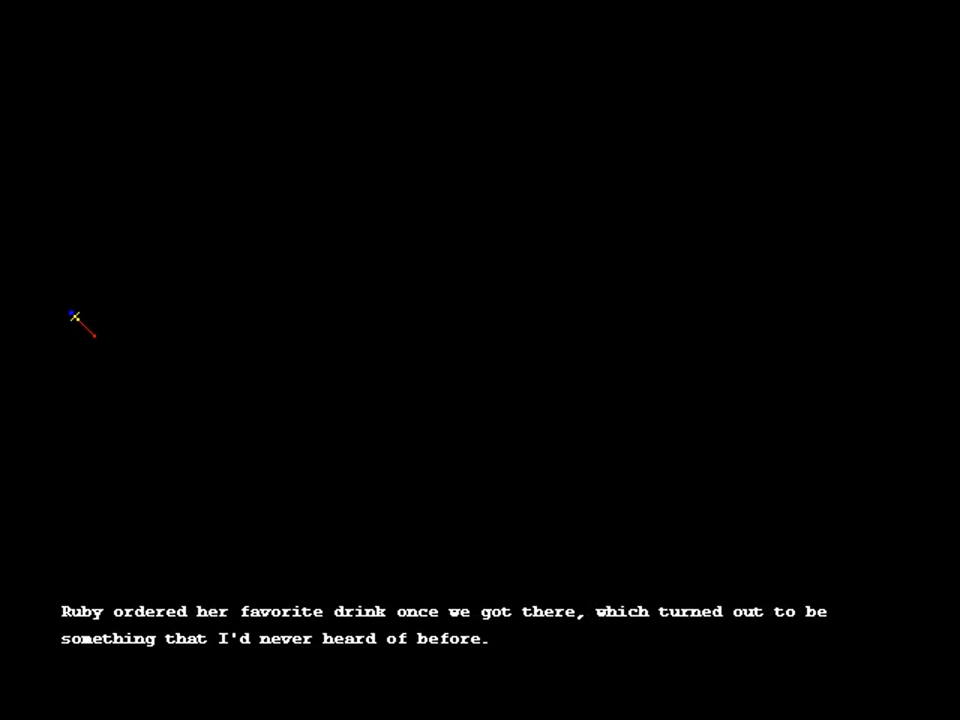 Ruby ordered her favorite drink once we got there, which turned out to be
something that I'd never heard of before.